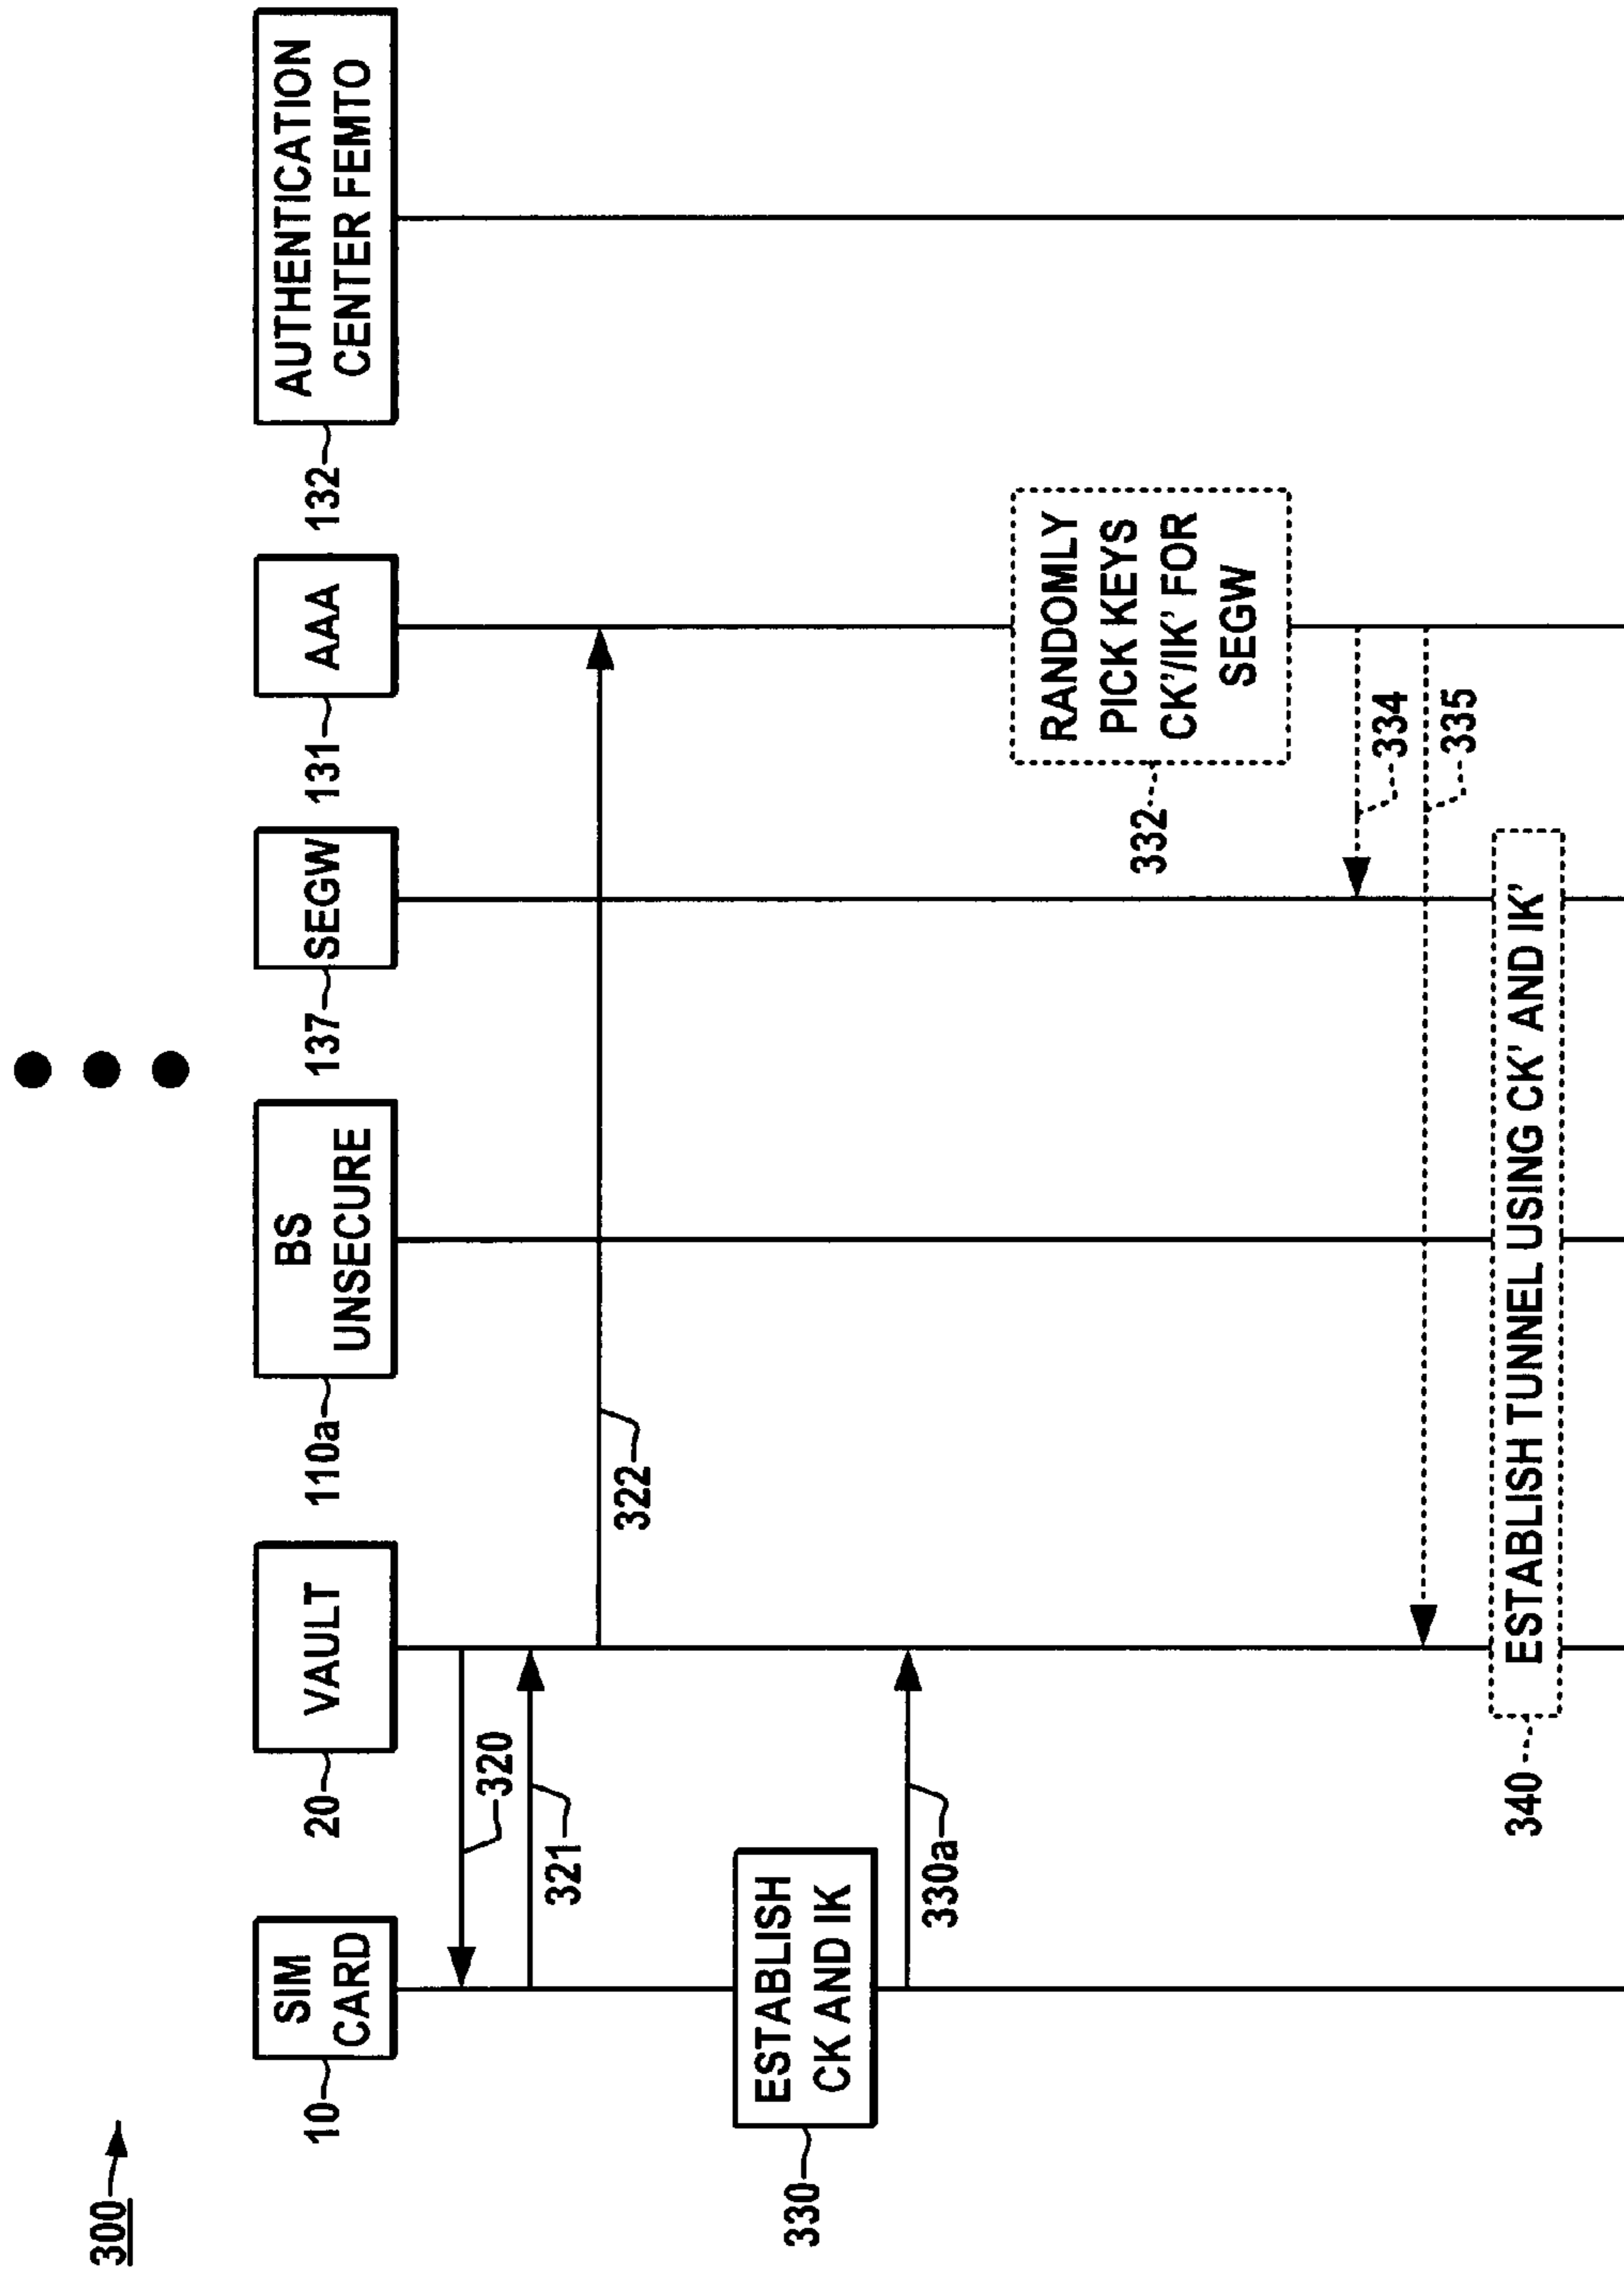 300
10
SIM
CARD
20
VAULT
110a
BS
UNSECURE
137
SEGW
131
AAA
132
AUTHENTICATION
CENTER FEMTO
320
321
322
330
ESTABLISH
CK AND IK
330a
332
RANDOMLY
PICK KEYS
CK'/IK' FOR
SEGW
334
335
340
ESTABLISH TUNNEL USING CK' AND IK'